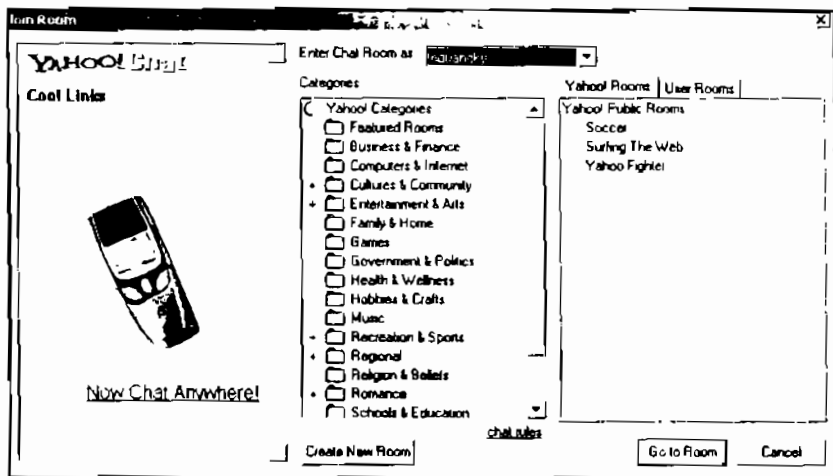 Join Room
YAHOO! Chat
Cool Links
Now Chat Anywhere!
Enter Chat Room as
Categories
Yahoo! Categories
Featured Rooms
Business & Finance
Computers & Internet
Cultures & Community
Entertainment & Arts
Family & Home
Games
Government & Politics
Health & Wellness
Hobbies & Crafts
Music
Recreation & Sports
Regional
Religion & Beliefs
Romance
Schools & Education
chat rules
Create New Room
Yahoo! Rooms
User Rooms
Yahoo! Public Rooms
Soccer
Surfing The Web
Yahoo Fighter
Go to Room
Cancel